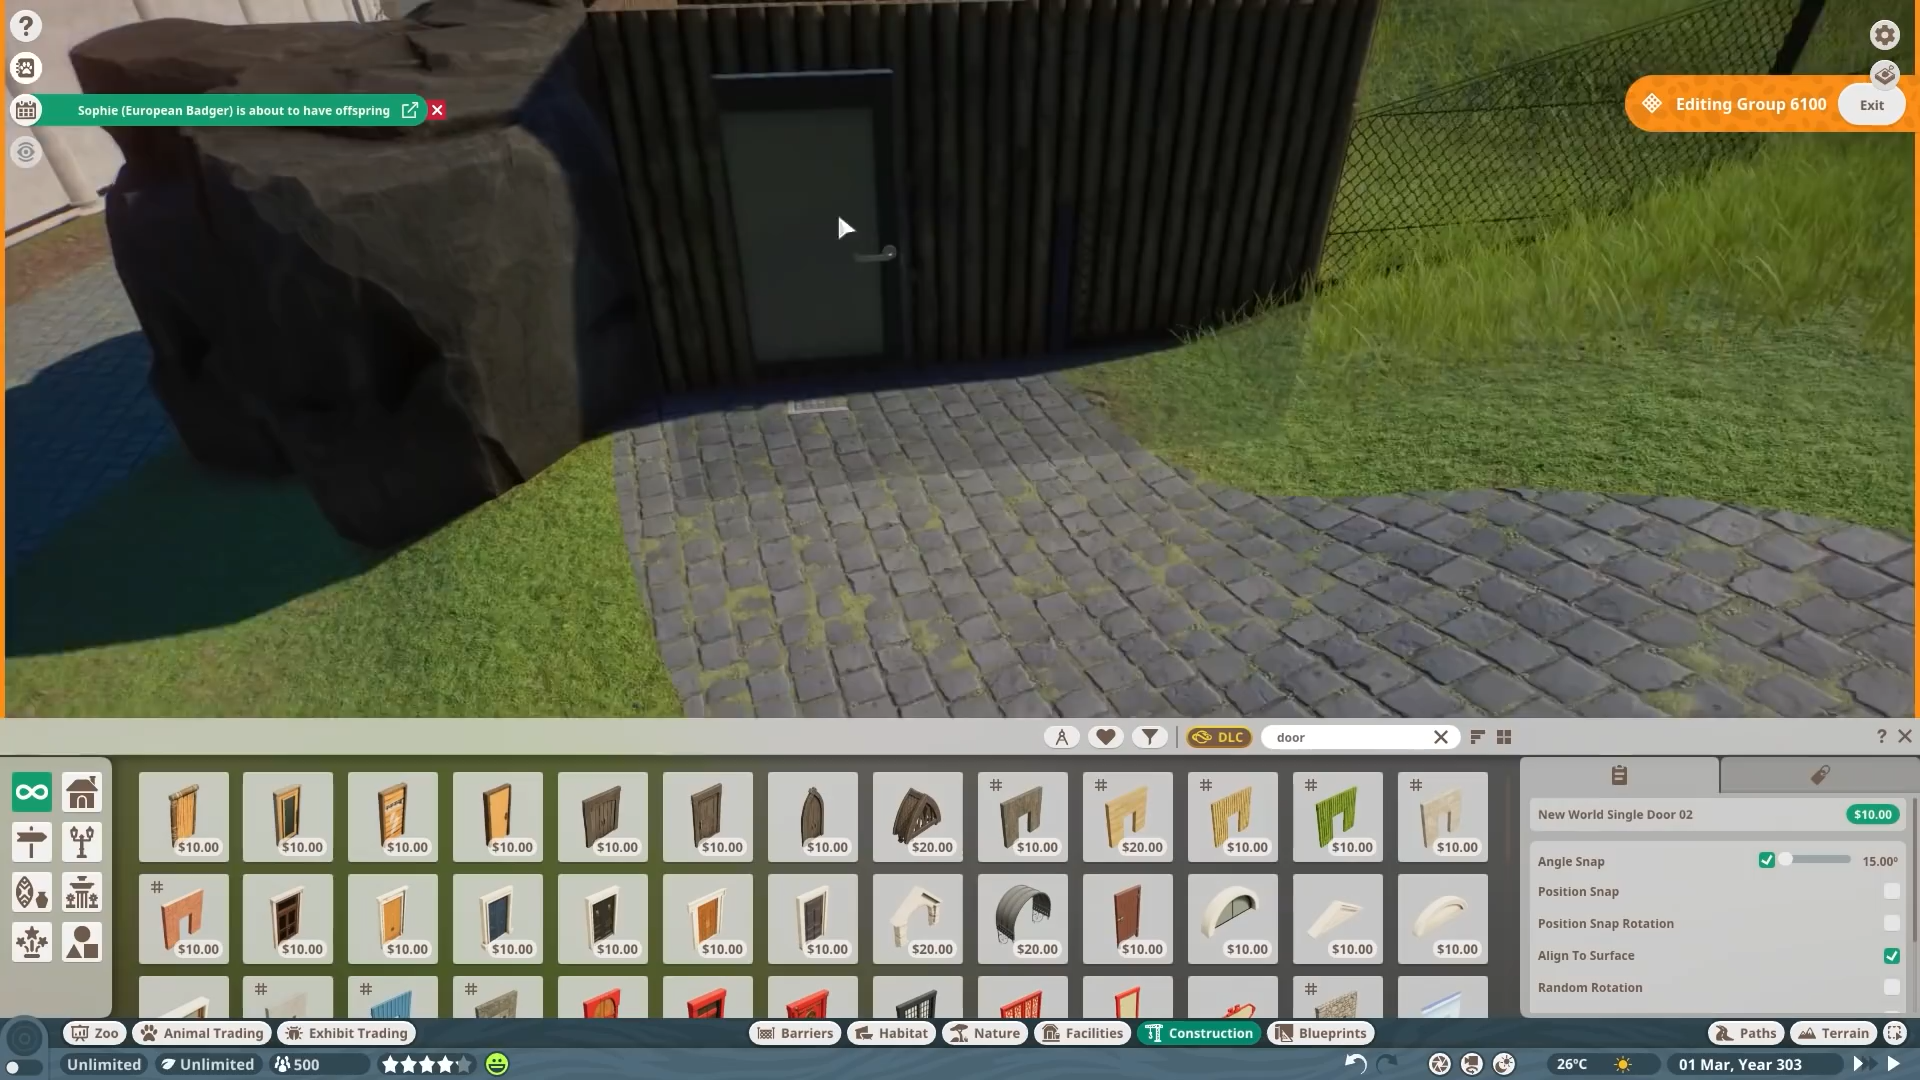 ?
Sophie (European Badger) is about to have offspring
Editing Group 6100
Exit
DLC
door
?
$10.00 $10.00 $10.00 $10.00 $10.00 $10.00 $10.00 $20.00 $10.00 $20.00 $10.00 $10.00 $10.00
$10.00 $10.00 $10.00 $10.00 $10.00 $10.00 $10.00 $20.00 $20.00 $10.00 $10.00 $10.00 $10.00
New World Single Door 02 $10.00
Angle Snap 15.00°
Position Snap
Position Snap Rotation
Align To Surface
Random Rotation
Zoo Animal Trading Exhibit Trading Barriers Habitat Nature Facilities Construction Blueprints Paths Terrain
Unlimited Unlimited 500 26°C 01 Mar, Year 303